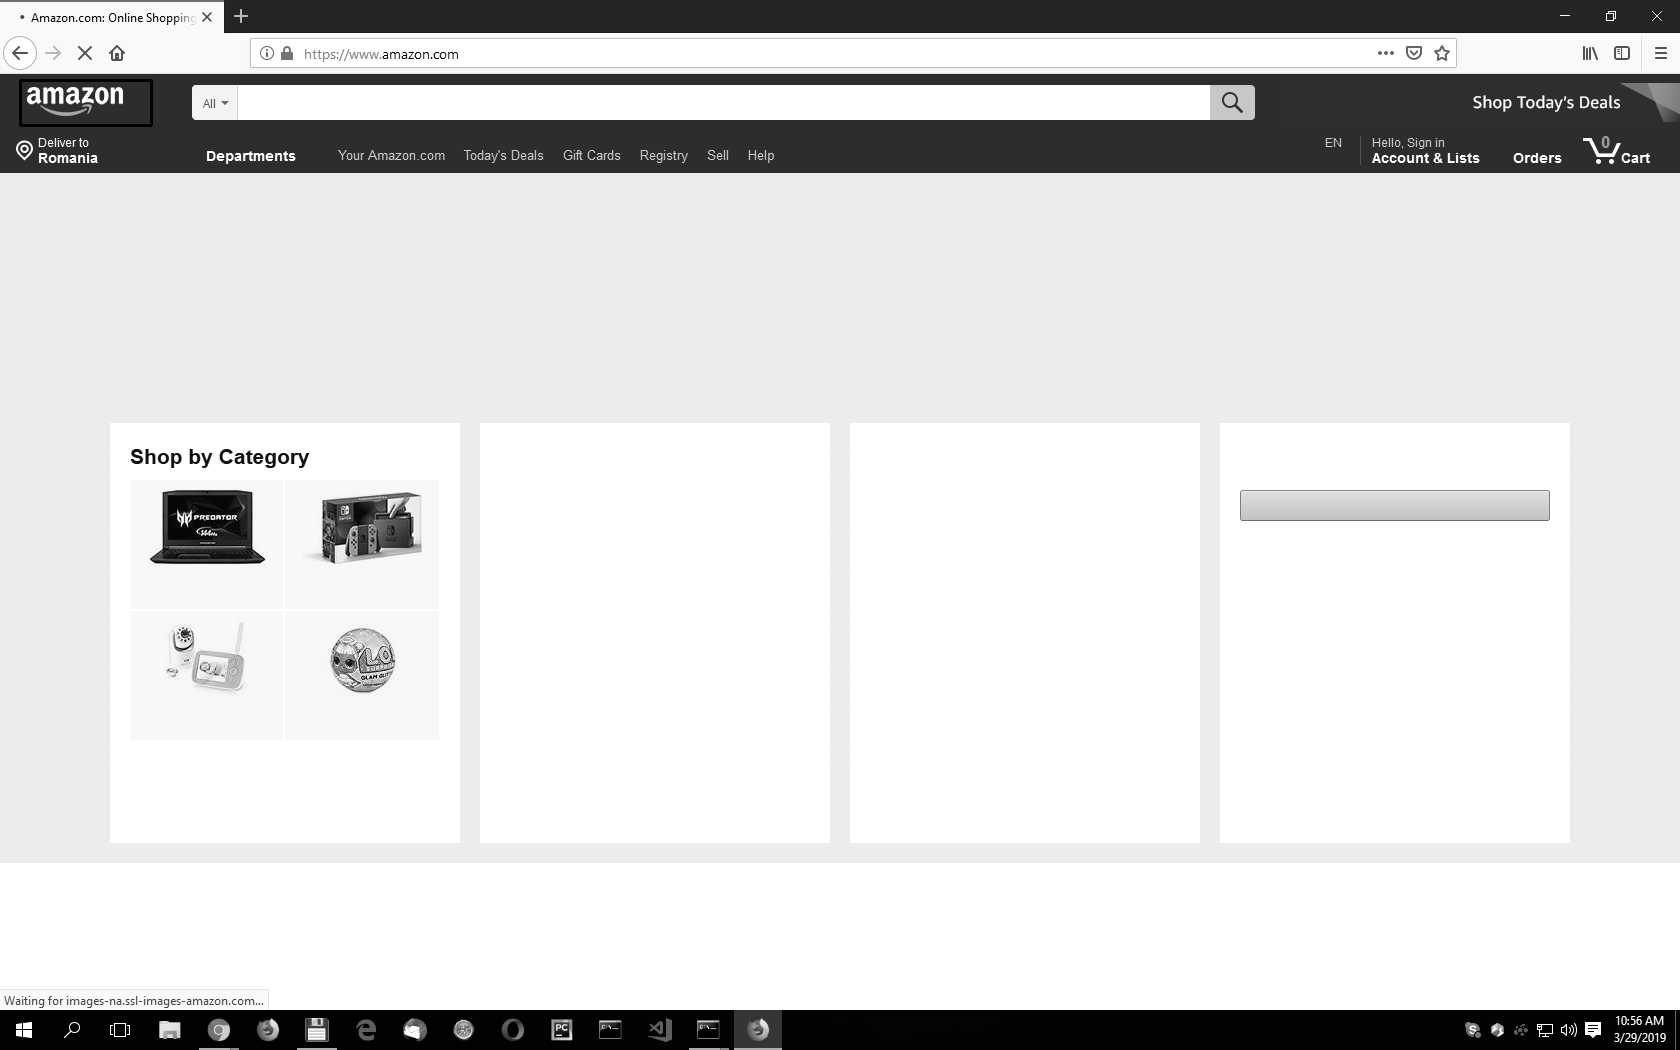 Amazon.com: Online Shopping
https://www.amazon.com
amazon
All
Shop Today's Deals
Deliver to
Romania
Departments
Your Amazon.com
Today's Deals
Gift Cards
Registry
Sell
Help
EN
Hello, Sign in
Account & Lists
Orders
0
Cart
Shop by Category
PREDATOR
Waiting for images-na.ssl-images-amazon.com...
PC
10:56 AM
3/29/2019